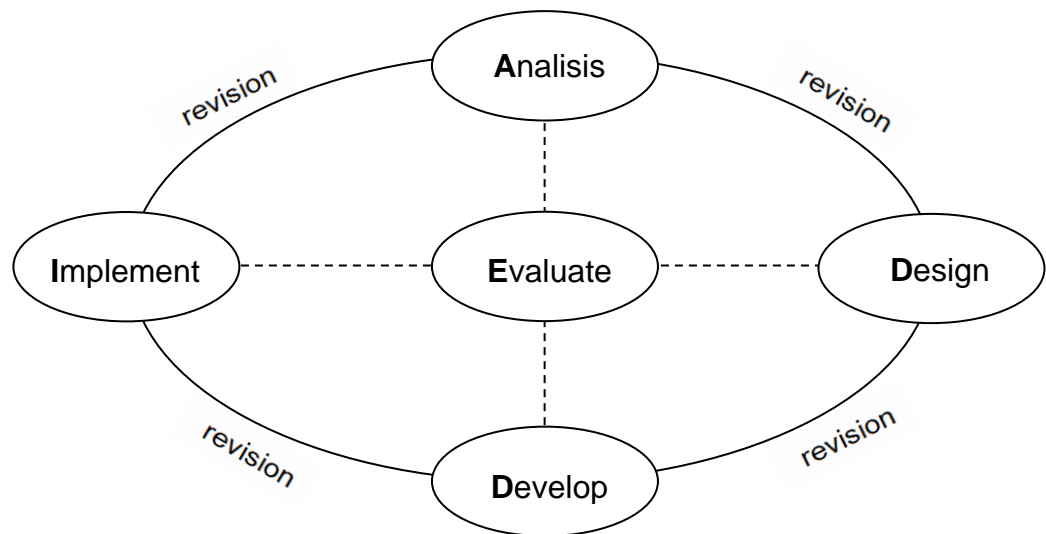 Analisis
revision
revision
Implement
Evaluate
Design
revision
revision
Develop